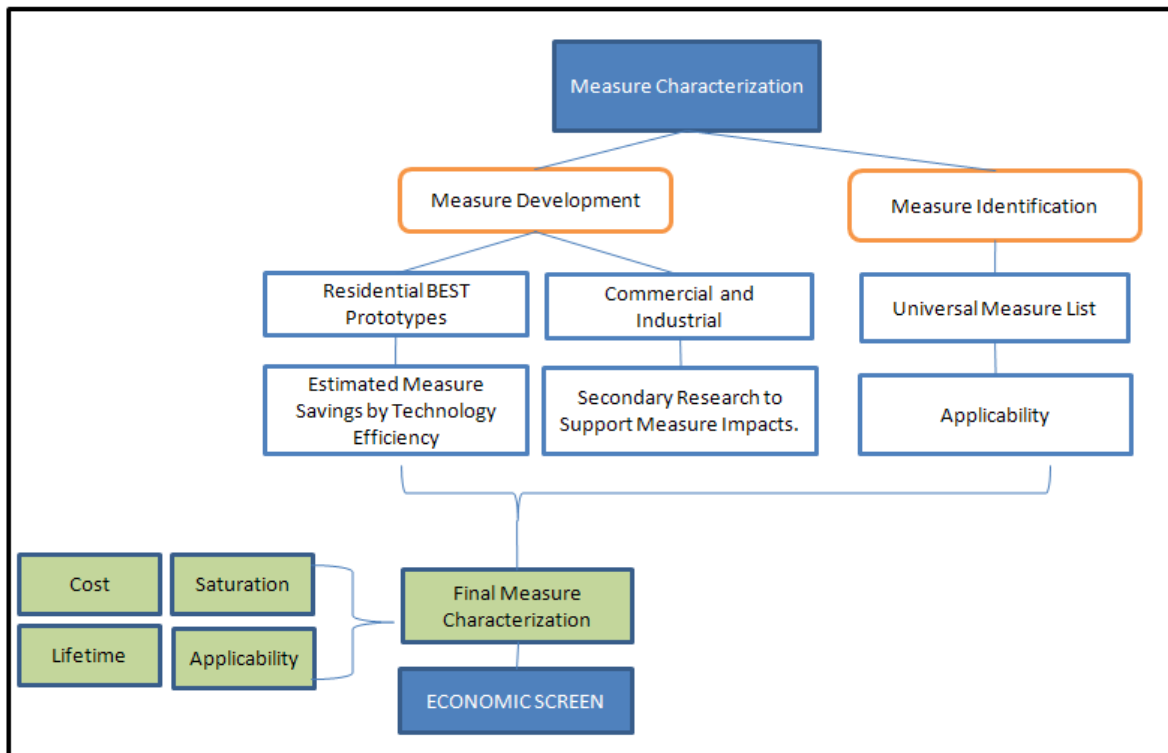 Measure Characterization
Measure Development
Measure Identification
Residential BEST
Prototypes
Commercial and
Industrial
Universal Measure List
Estimated Measure
Savings by Technology
Efficiency
Secondary Research to
Support Measure Impacts.
Applicability
Cost
Saturation
Lifetime
Applicability
Final Measure
Characterization
ECONOMIC SCREEN